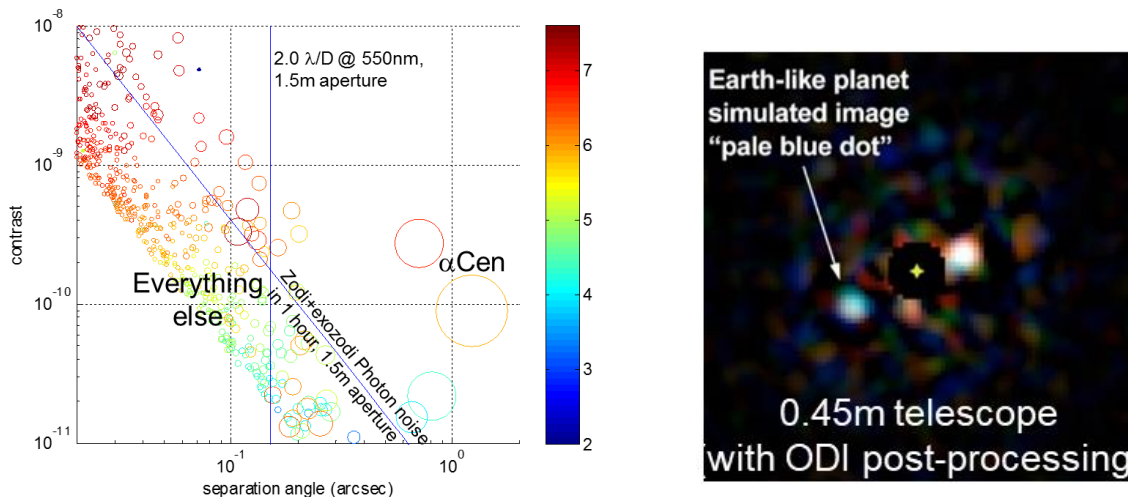 10^-8
10^-9
10^-10
10^-11
contrast
2.0 λ/D @ 550nm,
1.5m aperture
αCen
Everything
else
Zodi+exozodi Photon noise
in 1 hour, 1.5m aperture
10^-1
10^0
separation angle (arcsec)
7
6
5
4
3
2
Earth-like planet
simulated image
“pale blue dot”
0.45m telescope
(with ODI post-processing